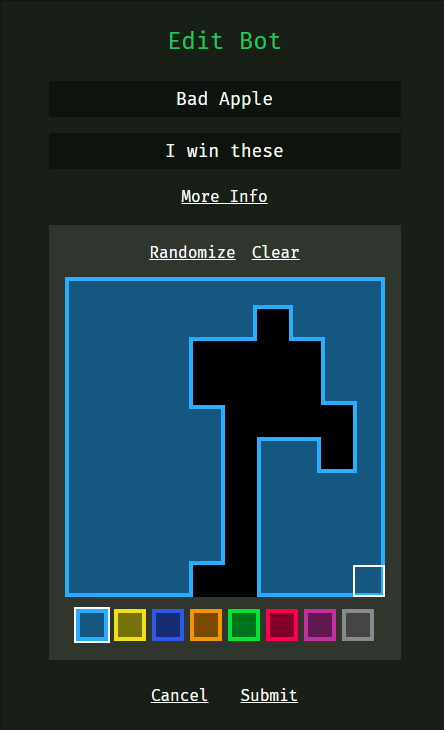 Edit Bot
Bad Apple
I win these
More Info
Randomize Clear
Cancel Submit